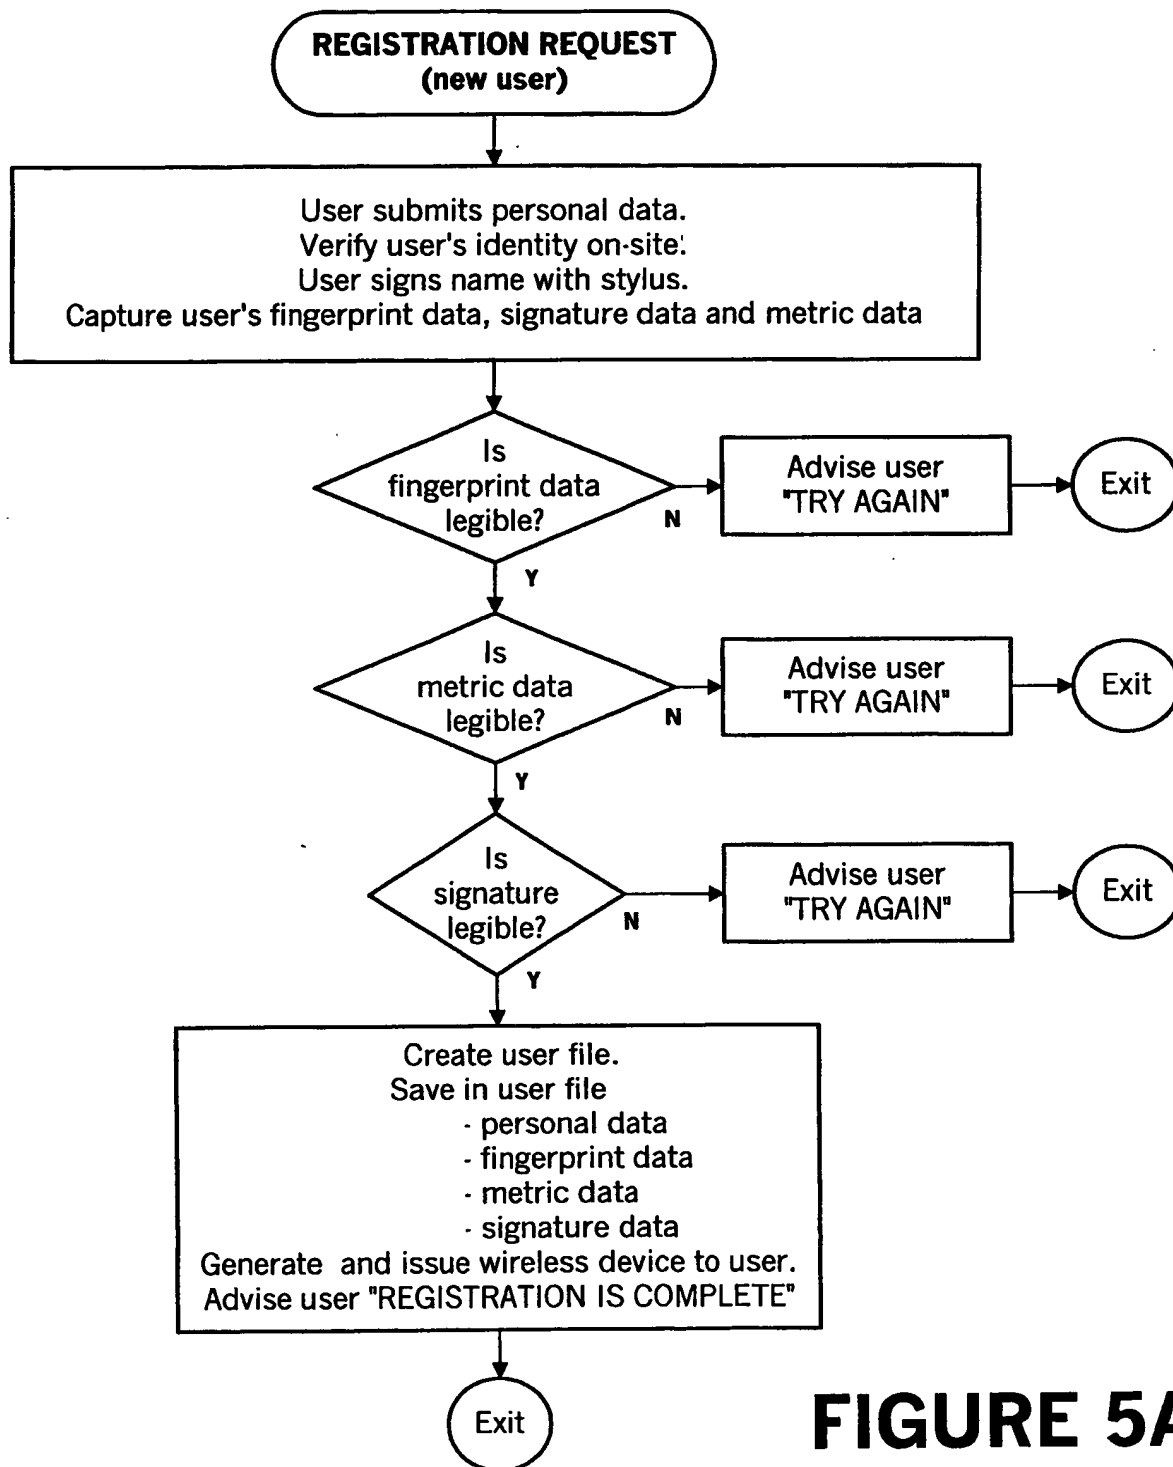 REGISTRATION REQUEST
(new user)
User submits personal data.
Verify user's identity on-site.
User signs name with stylus.
Capture user's fingerprint data, signature data and metric data
Is
fingerprint data
legible?
N
Advise user
"TRY AGAIN"
Exit
Y
Is
metric data
legible?
N
Advise user
"TRY AGAIN"
Exit
Y
Is
signature
legible?
N
Advise user
"TRY AGAIN"
Exit
Y
Create user file.
Save in user file
- personal data
- fingerprint data
- metric data
- signature data
Generate and issue wireless device to user.
Advise user "REGISTRATION IS COMPLETE"
Exit
FIGURE 5A